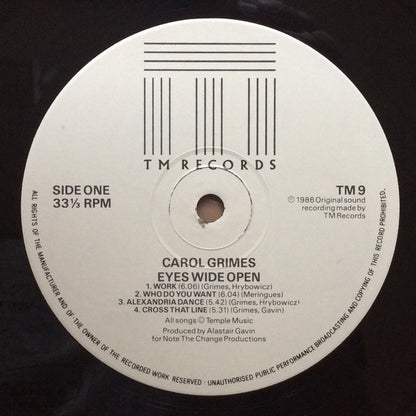 TM RECORDS
SIDE ONE
33⅓ RPM
TM 9
℗ 1986 Original sound
recording made by
TM Records
CAROL GRIMES
EYES WIDE OPEN
1. WORK (6.06) (Grimes, Hrybowicz)
2. WHO DO YOU WANT (6.04) (Meringues)
3. ALEXANDRIA DANCE (5.42) (Grimes, Hrybowicz)
4. CROSS THAT LINE (5.31) (Grimes, Gavin)
All songs © Temple Music
Produced by Alastair Gavin
for Note The Change Productions
ALL RIGHTS OF THE MANUFACTURER AND OF THE OWNER OF THE RECORDED WORK RESERVED · UNAUTHORISED PUBLIC PERFORMANCE BROADCASTING AND COPYING OF THIS RECORD PROHIBITED.